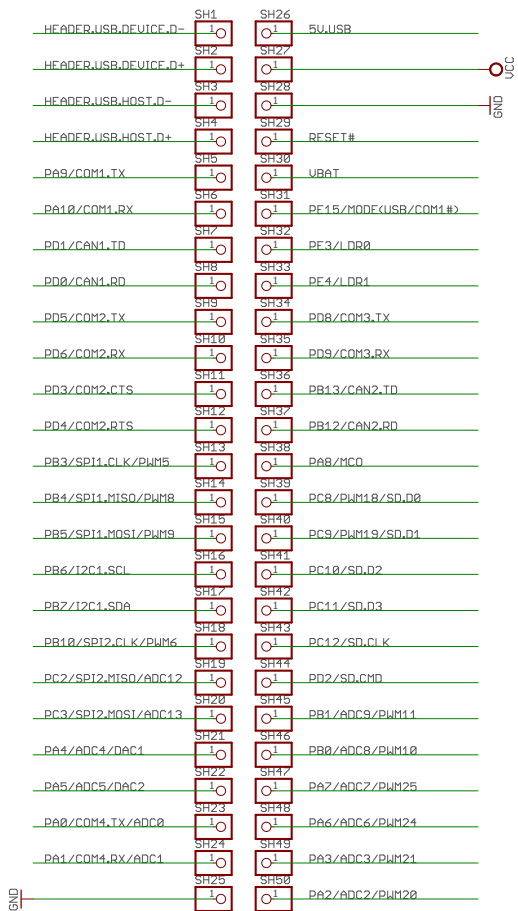 SH1 SH26
HEADER.USB.DEVICE.D- 1 1 5V.USB
SH2 SH27
HEADER.USB.DEVICE.D+ 1 1 VCC
SH3 SH28
HEADER.USB.HOST.D- 1 1 GND
SH4 SH29
HEADER.USB.HOST.D+ 1 1 RESET#
SH5 SH30
PA9/COM1.TX 1 1 VBAT
SH6 SH31
PA10/COM1.RX 1 1 PE15/MODE(USB/COM1#)
SH7 SH32
PD1/CAN1.TD 1 1 PE3/LDR0
SH8 SH33
PD0/CAN1.RD 1 1 PE4/LDR1
SH9 SH34
PD5/COM2.TX 1 1 PD8/COM3.TX
SH10 SH35
PD6/COM2.RX 1 1 PD9/COM3.RX
SH11 SH36
PD3/COM2.CTS 1 1 PB13/CAN2.TD
SH12 SH37
PD4/COM2.RTS 1 1 PB12/CAN2.RD
SH13 SH38
PB3/SPI1.CLK/PWM5 1 1 PA8/MCO
SH14 SH39
PB4/SPI1.MISO/PWM8 1 1 PC8/PWM18/SD.D0
SH15 SH40
PB5/SPI1.MOSI/PWM9 1 1 PC9/PWM19/SD.D1
SH16 SH41
PB6/I2C1.SCL 1 1 PC10/SD.D2
SH17 SH42
PB7/I2C1.SDA 1 1 PC11/SD.D3
SH18 SH43
PB10/SPI2.CLK/PWM6 1 1 PC12/SD.CLK
SH19 SH44
PC2/SPI2.MISO/ADC12 1 1 PD2/SD.CMD
SH20 SH45
PC3/SPI2.MOSI/ADC13 1 1 PB1/ADC9/PWM11
SH21 SH46
PA4/ADC4/DAC1 1 1 PB0/ADC8/PWM10
SH22 SH47
PA5/ADC5/DAC2 1 1 PA7/ADC7/PWM25
SH23 SH48
PA0/COM4.TX/ADC0 1 1 PA6/ADC6/PWM24
SH24 SH49
PA1/COM4.RX/ADC1 1 1 PA3/ADC3/PWM21
SH25 SH50
GND 1 1 PA2/ADC2/PWM20